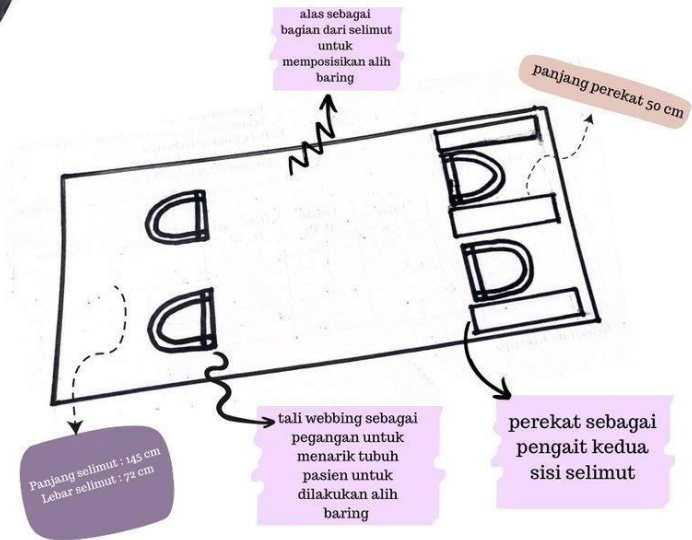 alas sebagai
bagian dari selimut
untuk
memposisikan alih
baring
panjang perekat 50 cm
Panjang selimut : 145 cm
Lebar selimut : 72 cm
tali webbing sebagai
pegangan untuk
menarik tubuh
pasien untuk
dilakukan alih
baring
perekat sebagai
pengait kedua
sisi selimut